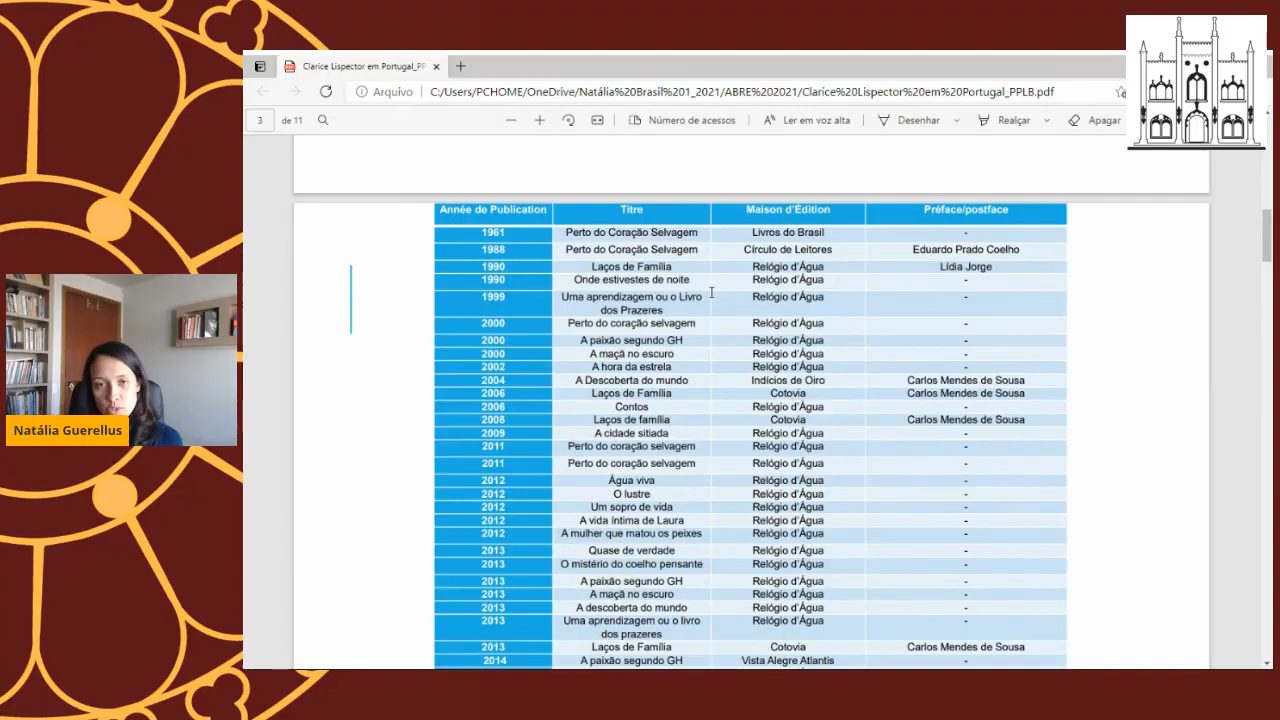 Clarice Lispector em Portugal_PP
Arquivo C:/Users/PCHOME/OneDrive/Natália%20Brasil%201_2021/ABRE%202021/Clarice%20Lispector%20em%20Portugal_PPLB.pdf
3 de 11 Número de acessos Ler em voz alta Desenhar Realçar Apagar
Année de Publication Titre Maison d'Édition Préface/postface
1961 Perto do Coração Selvagem Livros do Brasil -
1988 Perto do Coração Selvagem Círculo de Leitores Eduardo Prado Coelho
1990 Laços de Família Relógio d'Água Lídia Jorge
1990 Onde estivestes de noite Relógio d'Água -
1999 Uma aprendizagem ou o Livro Relógio d'Água -
dos Prazeres
2000 Perto do coração selvagem Relógio d'Água -
2000 A paixão segundo GH Relógio d'Água -
2000 A maçã no escuro Relógio d'Água -
2002 A hora da estrela Relógio d'Água -
2004 A Descoberta do mundo Indícios de Oiro Carlos Mendes de Sousa
2006 Laços de Família Cotovia Carlos Mendes de Sousa
2006 Contos Relógio d'Água -
2008 Laços de família Cotovia Carlos Mendes de Sousa
2009 A cidade sitiada Relógio d'Água -
2011 Perto do coração selvagem Relógio d'Água -
2011 Perto do coração selvagem Relógio d'Água -
2012 Água viva Relógio d'Água -
2012 O lustre Relógio d'Água -
2012 Um sopro de vida Relógio d'Água -
2012 A vida íntima de Laura Relógio d'Água -
2012 A mulher que matou os peixes Relógio d'Água -
2013 Quase de verdade Relógio d'Água -
2013 O mistério do coelho pensante Relógio d'Água -
2013 A paixão segundo GH Relógio d'Água -
2013 A maçã no escuro Relógio d'Água -
2013 A descoberta do mundo Relógio d'Água -
2013 Uma aprendizagem ou o livro Relógio d'Água -
dos prazeres
2013 Laços de Família Cotovia Carlos Mendes de Sousa
2014 A paixão segundo GH Vista Alegre Atlantis -
Natália Guerellus